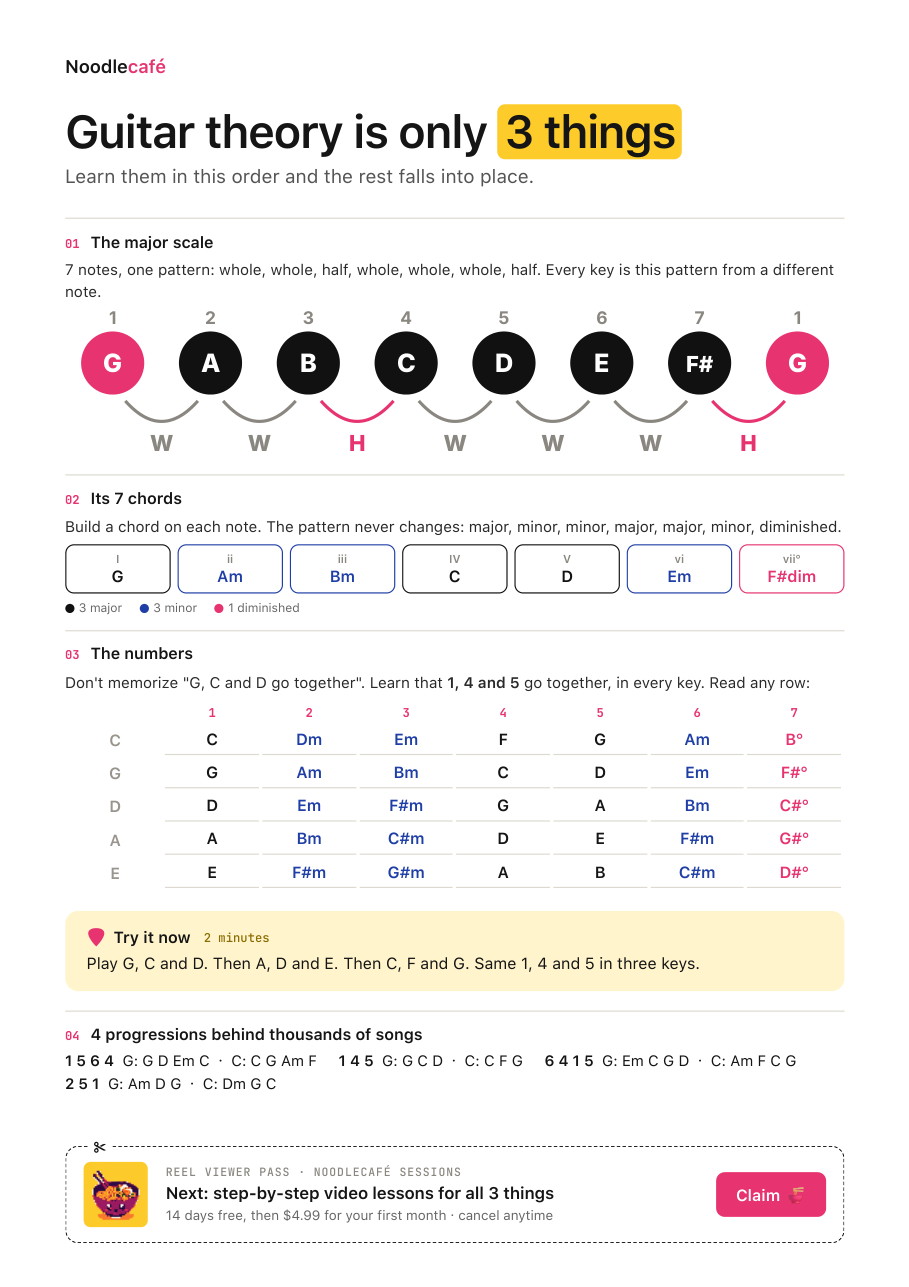 Noodlecafé
Guitar theory is only 3 things
Learn them in this order and the rest falls into place.
01 The major scale
7 notes, one pattern: whole, whole, half, whole, whole, whole, half. Every key is this pattern from a different
note.
1 2 3 4 5 6 7 1
G A B C D E F# G
W W H W W W H
02 Its 7 chords
Build a chord on each note. The pattern never changes: major, minor, minor, major, major, minor, diminished.
I ii iii IV V vi vii°
G Am Bm C D Em F#dim
3 major 3 minor 1 diminished
03 The numbers
Don't memorize "G, C and D go together". Learn that 1, 4 and 5 go together, in every key. Read any row:
1 2 3 4 5 6 7
C C Dm Em F G Am B°
G G Am Bm C D Em F#°
D D Em F#m G A Bm C#°
A A Bm C#m D E F#m G#°
E E F#m G#m A B C#m D#°
Try it now 2 minutes
Play G, C and D. Then A, D and E. Then C, F and G. Same 1, 4 and 5 in three keys.
04 4 progressions behind thousands of songs
1 5 6 4 G: G D Em C · C: C G Am F 1 4 5 G: G C D · C: C F G 6 4 1 5 G: Em C G D · C: Am F C G
2 5 1 G: Am D G · C: Dm G C
REEL VIEWER PASS · NOODLECAFÉ SESSIONS
Next: step-by-step video lessons for all 3 things
14 days free, then $4.99 for your first month · cancel anytime
Claim